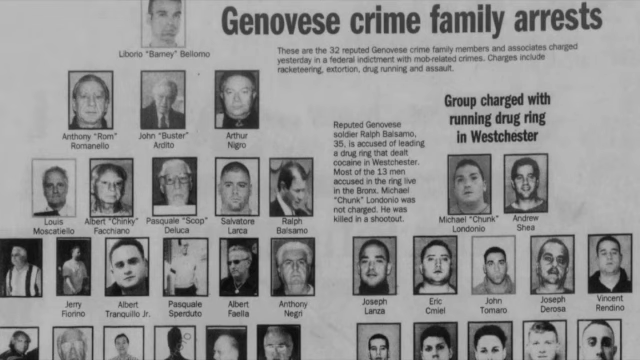 Genovese crime family arrests
Liborio "Barney" Bellomo
These are the 32 reputed Genovese crime family members and associates charged
yesterday in a federal indictment with mob-related crimes. Charges include
racketeering, extortion, drug running and assault.
Anthony "Rom"
Romanello
John "Buster"
Ardito
Arthur
Nigro
Reputed Genovese
soldier Ralph Balsamo,
35, is accused of leading
a drug ring that dealt
cocaine in Westchester.
Most of the 13 men
accused in the ring live
in the Bronx. Michael
"Chunk" Londonio was
not charged. He was
killed in a shootout.
Group charged with
running drug ring
in Westchester
Louis
Moscatiello
Albert "Chinky"
Facchiano
Pasquale "Scop"
Deluca
Salvatore
Larca
Ralph
Balsamo
Michael "Chunk"
Londonio
Andrew
Shea
Jerry
Fiorino
Albert
Tranquillo Jr.
Pasquale
Sperduto
Albert
Faella
Anthony
Negri
Joseph
Lanza
Eric
Cmiel
John
Tomaro
Joseph
Derosa
Vincent
Rendino